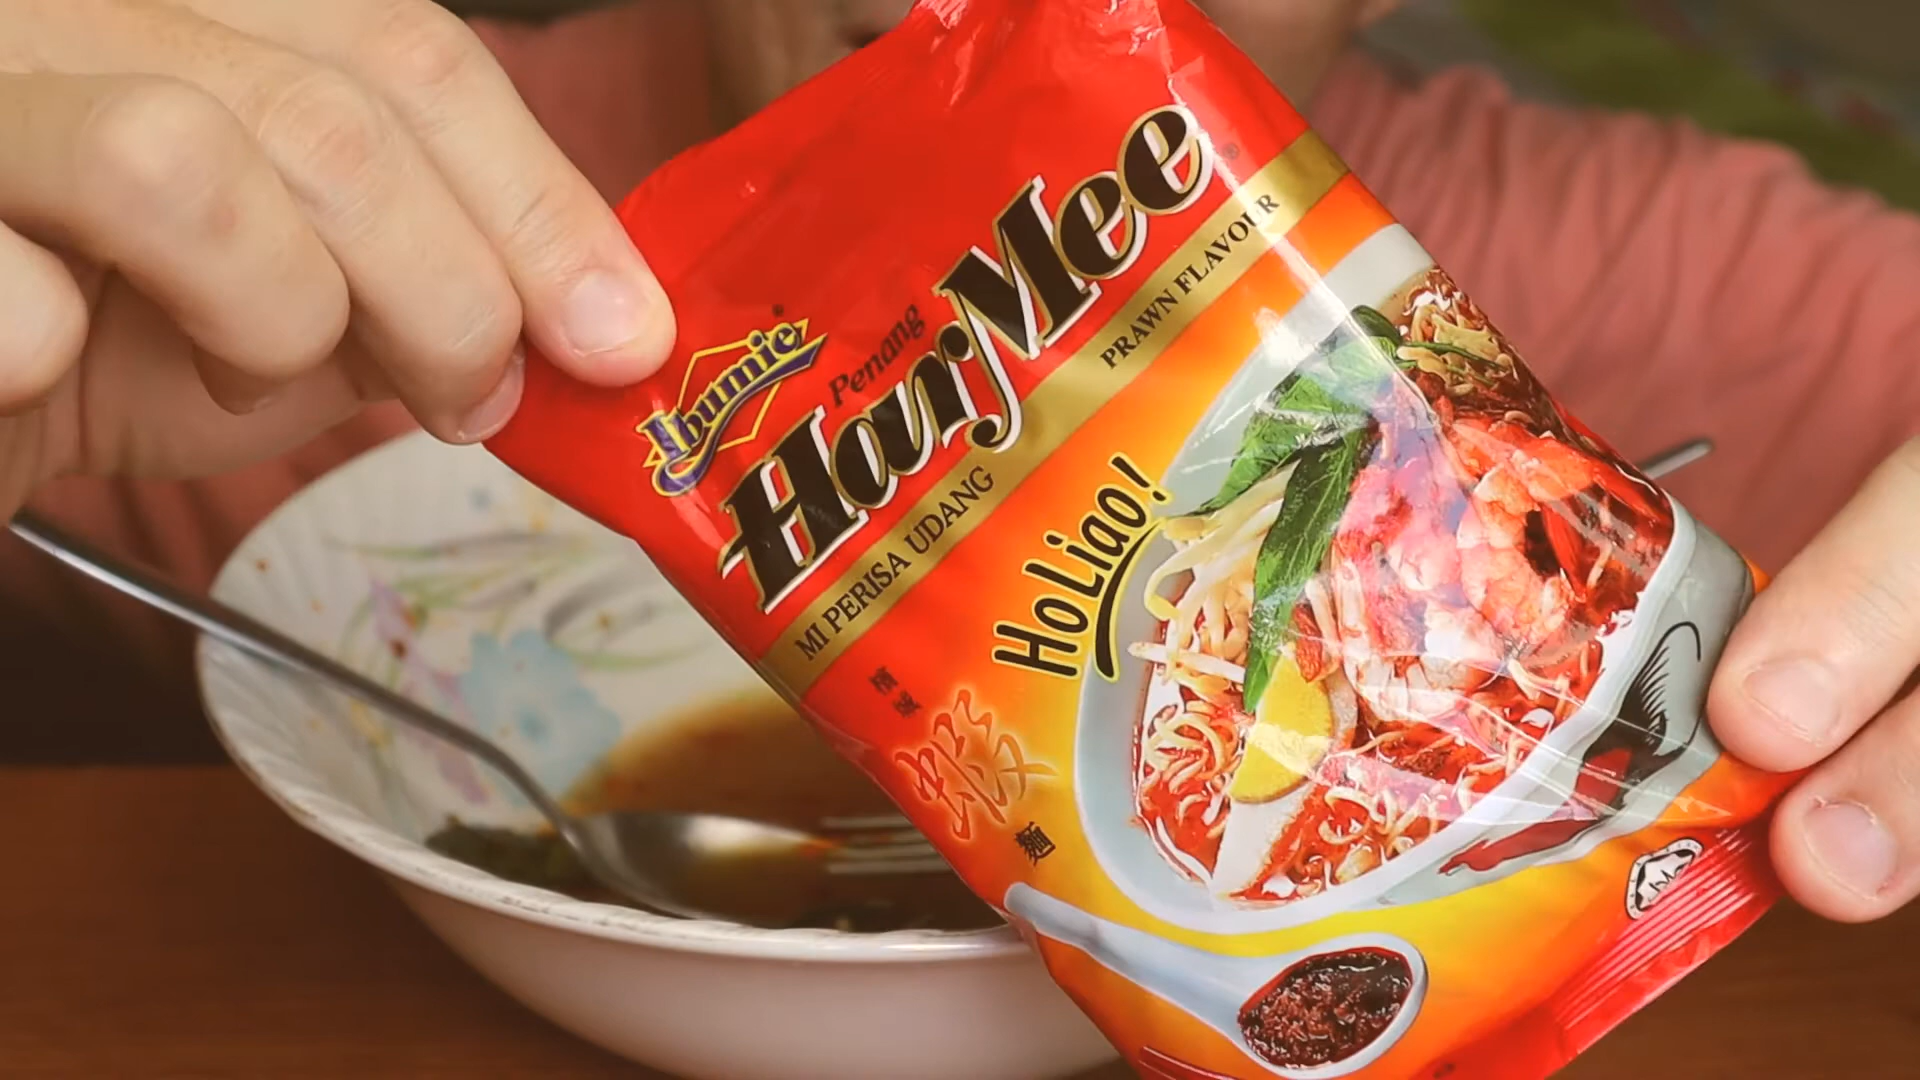 Ibumie®
Penang
HarMee®
MI PERISA UDANG PRAWN FLAVOUR
HoLiao!
檳城
蝦
麵